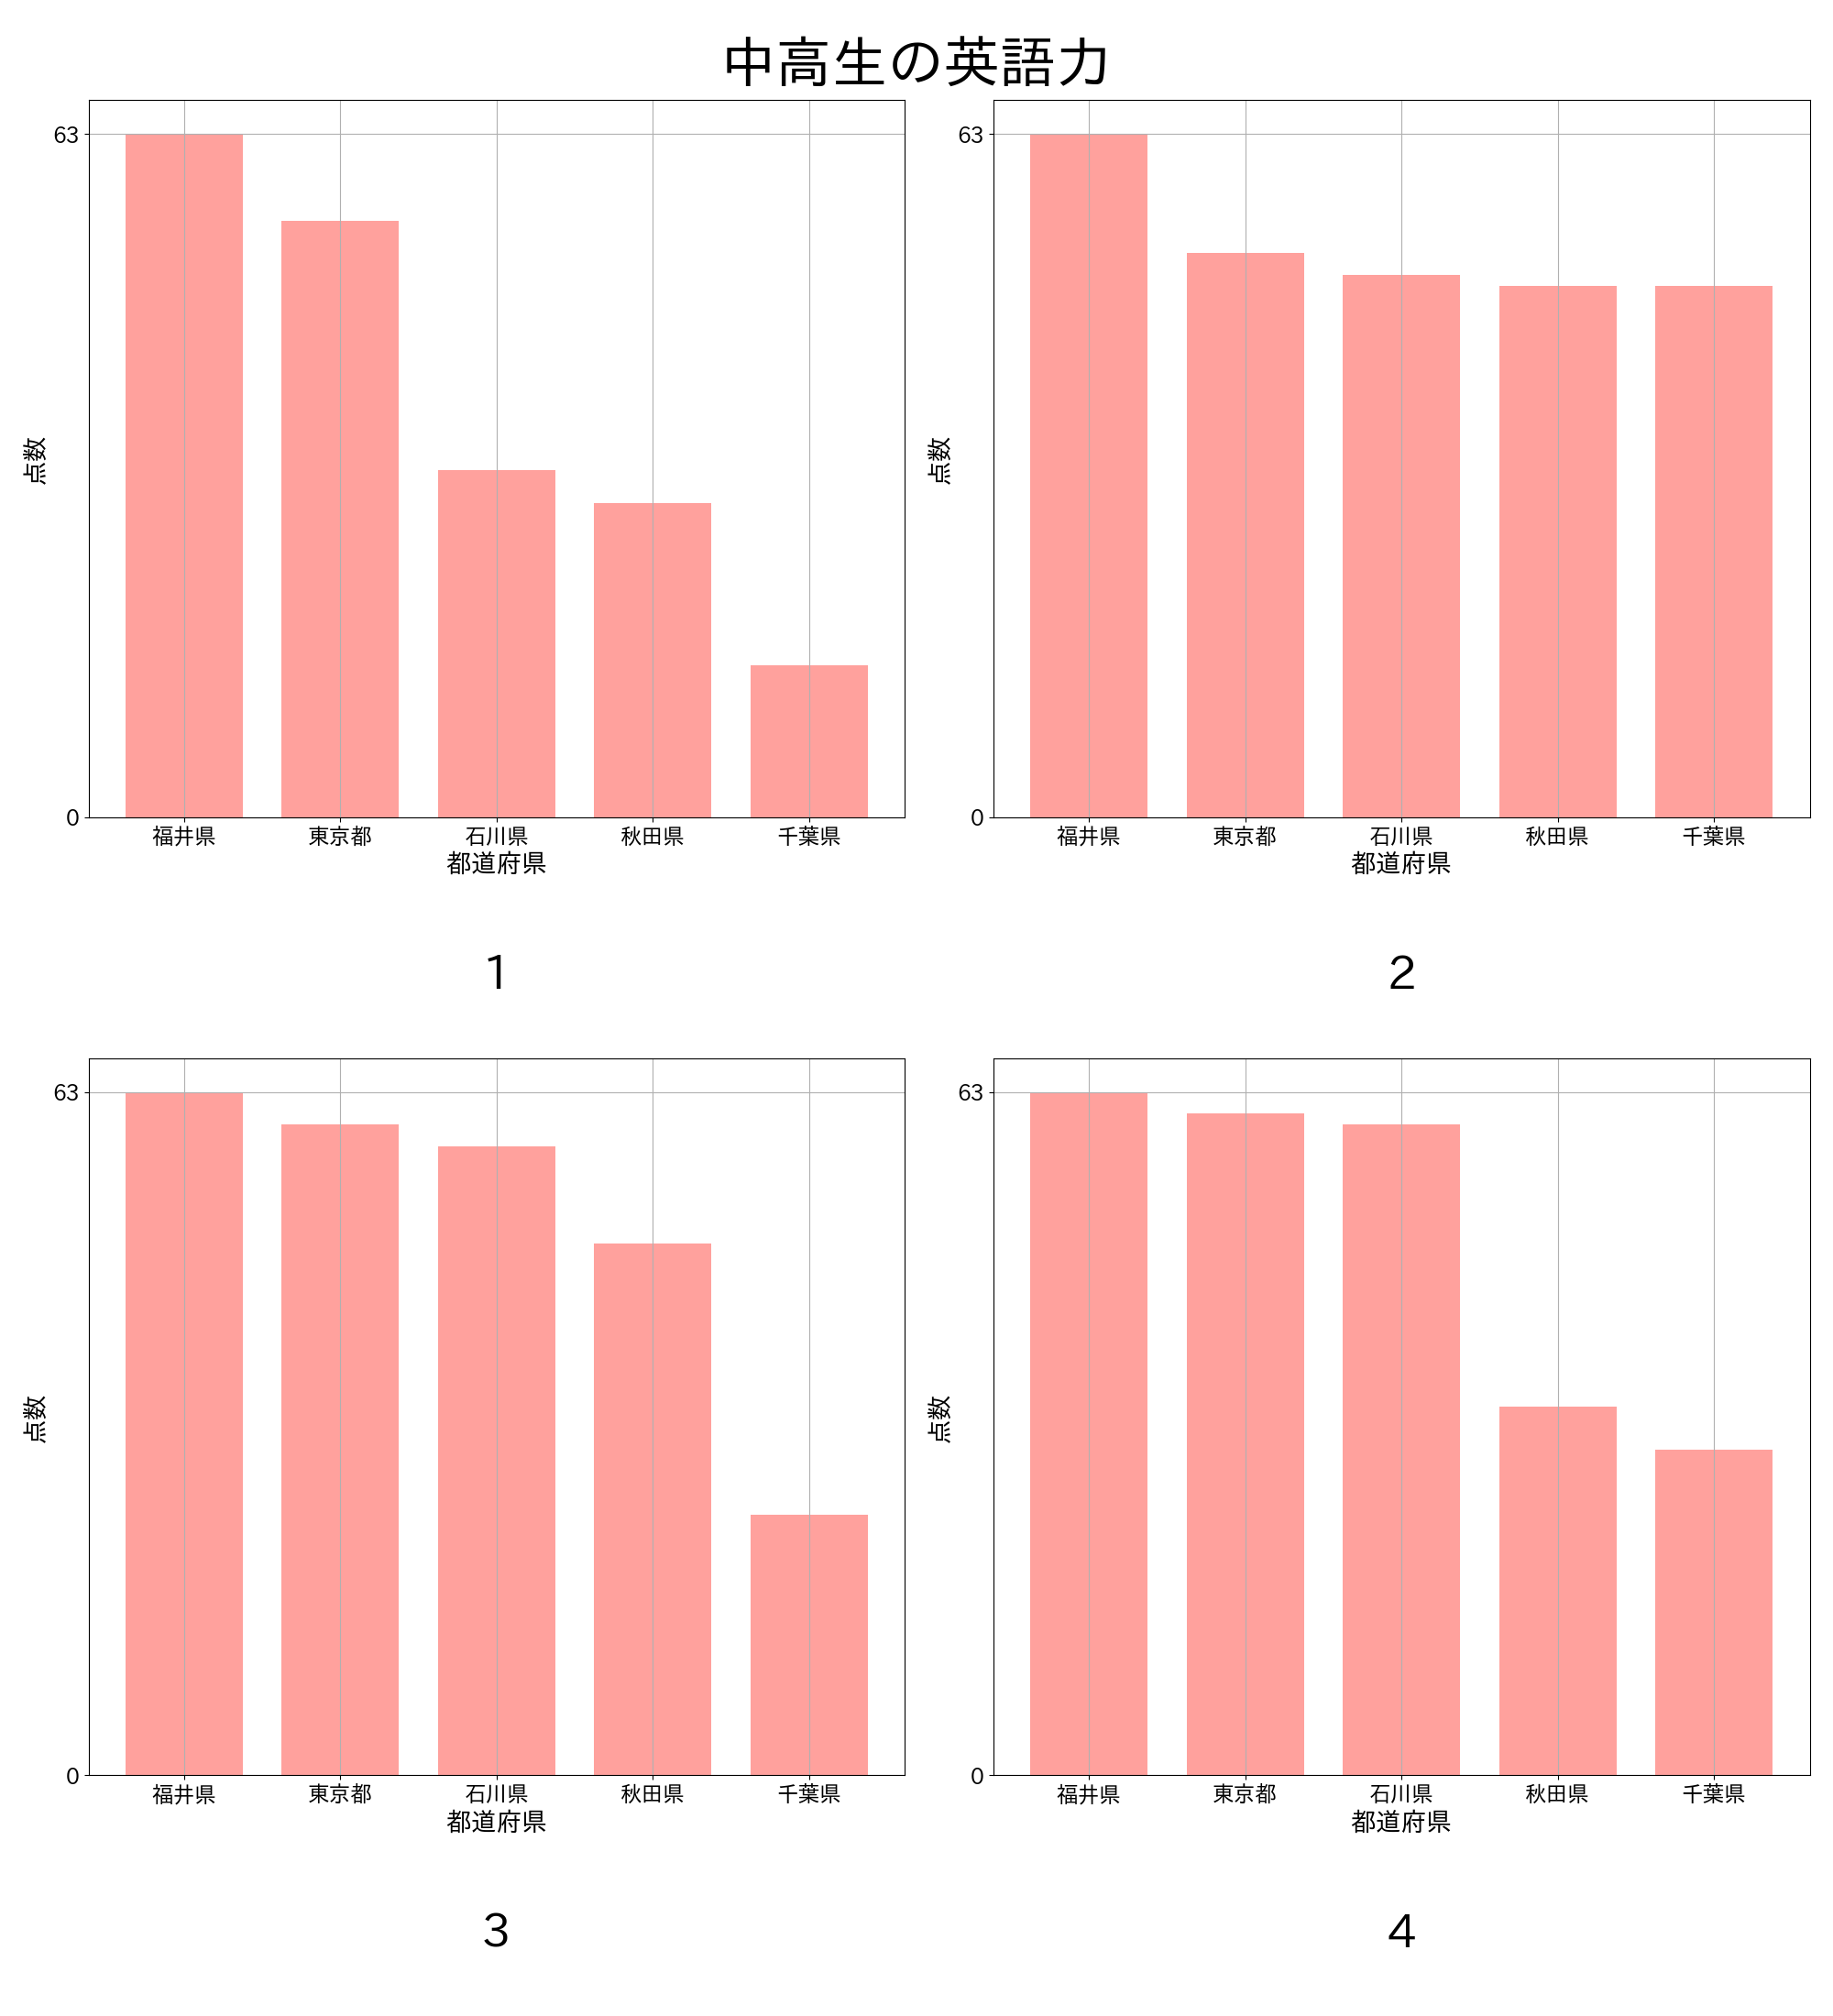 中高生の英語力
63
点数
0
福井県 東京都 石川県 秋田県 千葉県
都道府県
1
63
点数
0
福井県 東京都 石川県 秋田県 千葉県
都道府県
2
63
点数
0
福井県 東京都 石川県 秋田県 千葉県
都道府県
3
63
点数
0
福井県 東京都 石川県 秋田県 千葉県
都道府県
4